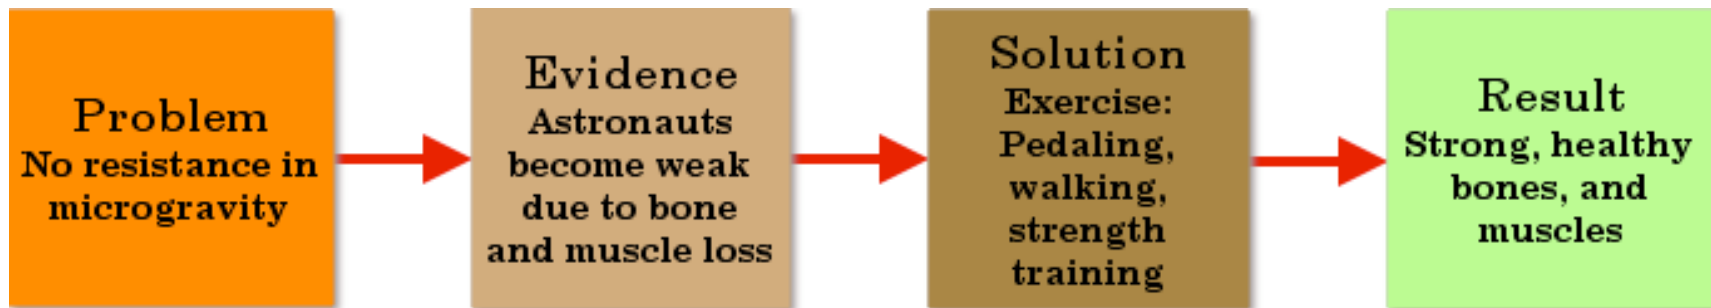 Problem
No resistance in
microgravity
Evidence
Astronauts
become weak
due to bone
and muscle loss
Solution
Exercise:
Pedaling,
walking,
strength
training
Result
Strong, healthy
bones, and
muscles